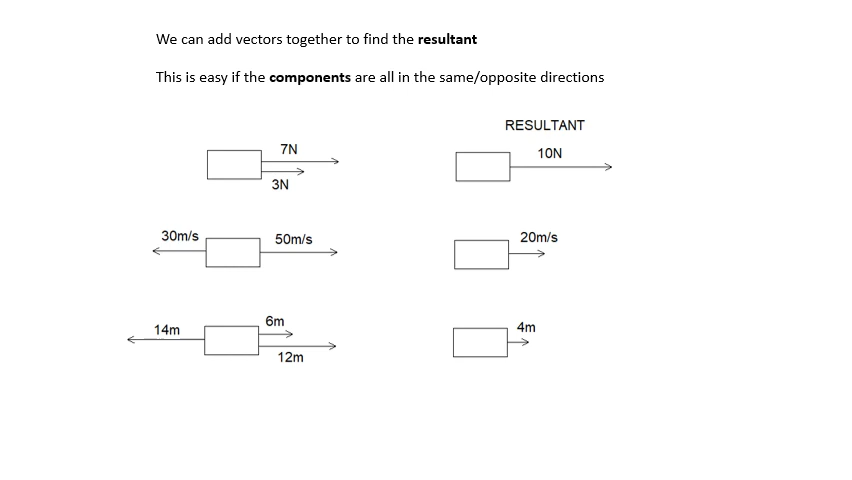 We can add vectors together to find the resultant
This is easy if the components are all in the same/opposite directions
RESULTANT
7N
10N
3N
30m/s
50m/s
20m/s
14m
6m
4m
12m